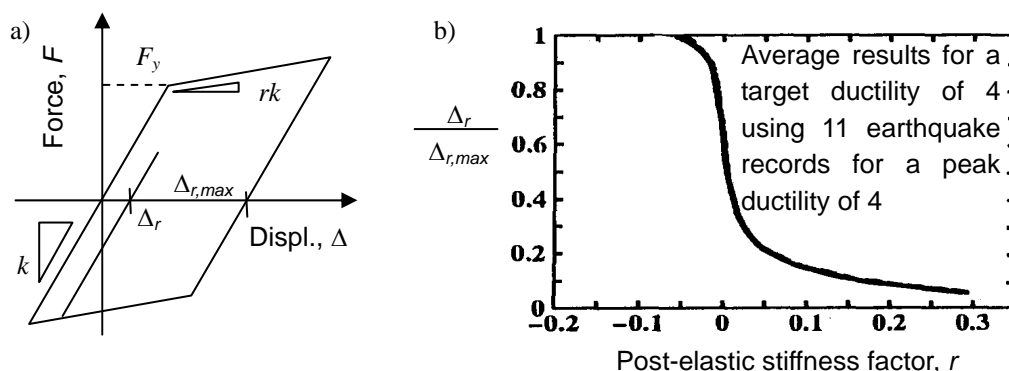 a)
Force, F
F_y
rk
Δ_r,max
Δ_r
Displ., Δ
k
b)
Δ_r
Δ_r,max
1
0.8
0.6
0.4
0.2
0
-0.2
-0.1
0
0.1
0.2
0.3
Average results for a
target ductility of 4
using 11 earthquake
records for a peak
ductility of 4
Post-elastic stiffness factor, r